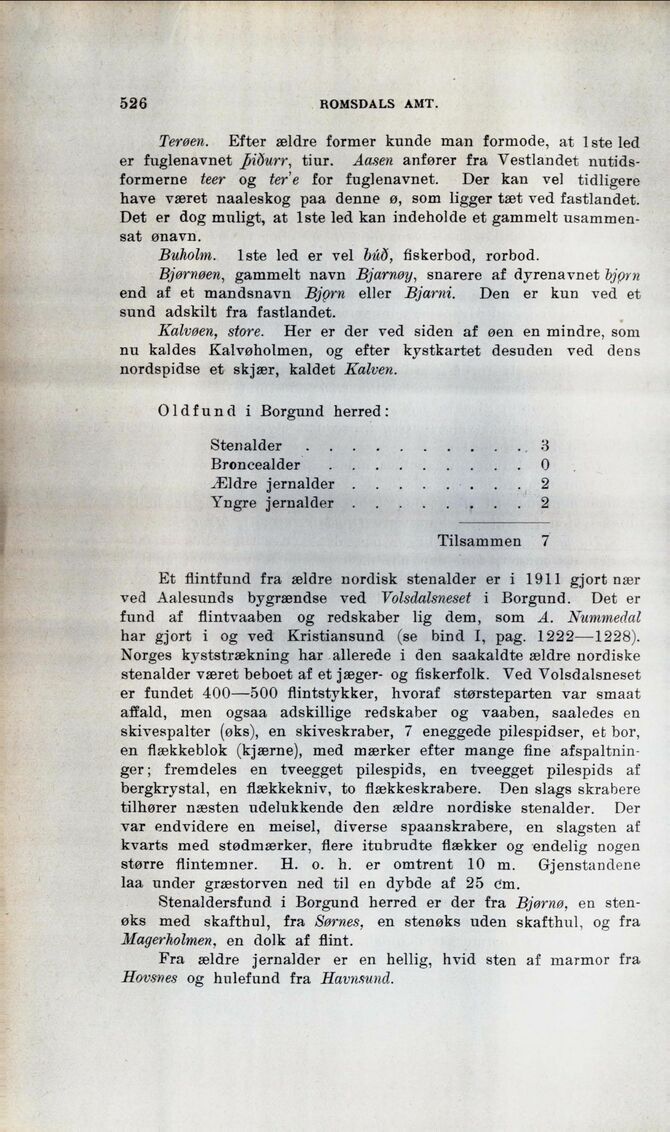 526 ROMSDALS AMT.
Terøen. Efter ældre former kunde man formode, at 1ste led
er fuglenavnet þiðurr, tiur. Aasen anfører fra Vestlandet nutids-
formerne teer og ter'e for fuglenavnet. Der kan vel tidligere
have været naaleskog paa denne ø, som ligger tæt ved fastlandet.
Det er dog muligt, at 1ste led kan indeholde et gammelt usammen-
sat ønavn.
Buholm. 1ste led er vel búð, fiskerbod, rorbod.
Bjørnøen, gammelt navn Bjarnøy, snarere af dyrenavnet bjǫrn
end af et mandsnavn Bjǫrn eller Bjarni. Den er kun ved et
sund adskilt fra fastlandet.
Kalvøen, store. Her er der ved siden af øen en mindre, som
nu kaldes Kalvøholmen, og efter kystkartet desuden ved dens
nordspidse et skjær, kaldet Kalven.
Oldfund i Borgund herred:
Stenalder . . . . . . . . . . 3
Broncealder . . . . . . . . . 0
Ældre jernalder . . . . . . . . 2
Yngre jernalder . . . . . . . . 2
Tilsammen 7
Et flintfund fra ældre nordisk stenalder er i 1911 gjort nær
ved Aalesunds bygrændse ved Volsdalsneset i Borgund. Det er
fund af flintvaaben og redskaber lig dem, som A. Nummedal
har gjort i og ved Kristiansund (se bind I, pag. 1222—1228).
Norges kyststrækning har allerede i den saakaldte ældre nordiske
stenalder været beboet af et jæger- og fiskerfolk. Ved Volsdalsneset
er fundet 400—500 flintstykker, hvoraf størsteparten var smaat
affald, men ogsaa adskillige redskaber og vaaben, saaledes en
skivespalter (øks), en skiveskraber, 7 eneggede pilespidser, et bor,
en flækkeblok (kjærne), med mærker efter mange fine afspaltnin-
ger; fremdeles en tveegget pilespids, en tveegget pilespids af
bergkrystal, en flækkekniv, to flækkeskrabere. Den slags skrabere
tilhører næsten udelukkende den ældre nordiske stenalder. Der
var endvidere en meisel, diverse spaanskrabere, en slagsten af
kvarts med stødmærker, flere itubrudte flækker og endelig nogen
større flintemner. H. o. h. er omtrent 10 m. Gjenstandene
laa under græstorven ned til en dybde af 25 cm.
Stenaldersfund i Borgund herred er der fra Bjørnø, en sten-
øks med skafthul, fra Sørnes, en stenøks uden skafthul, og fra
Magerholmen, en dolk af flint.
Fra ældre jernalder er en hellig, hvid sten af marmor fra
Hovsnes og hulefund fra Havnsund.